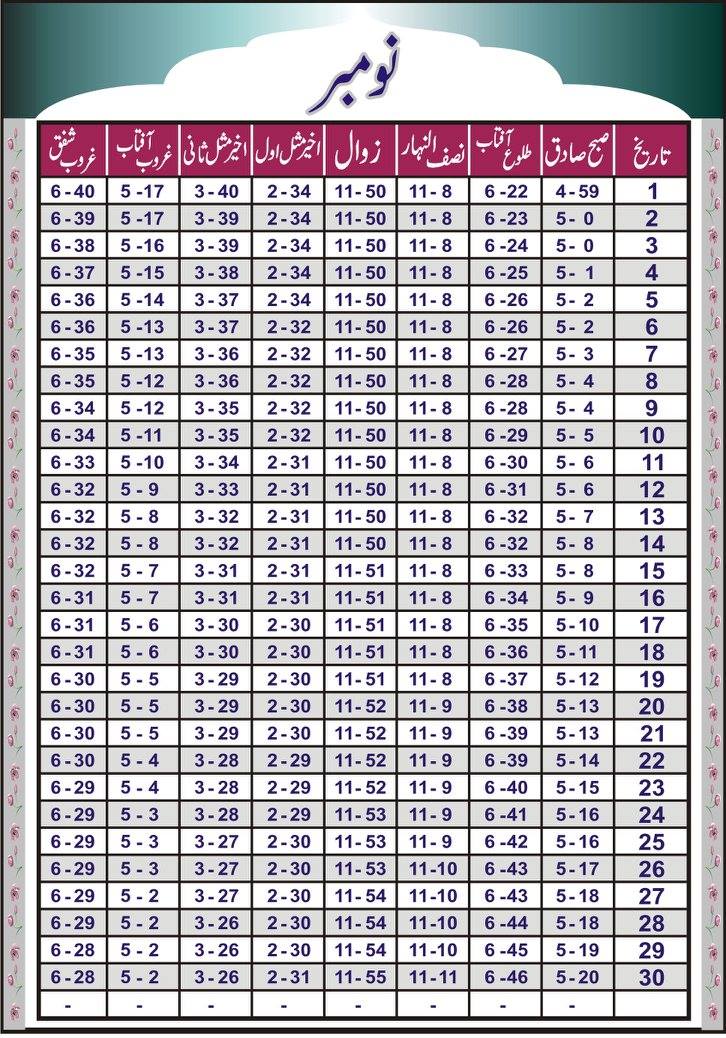 نومبر
تاریخ صبح صادق طلوع آفتاب نصف النہار زوال اخیر مثل اول اخیر مثل ثانی غروب آفتاب غروب شفق
1 4-59 6-22 11-8 11-50 2-34 3-40 5-17 6-40
2 5-0 6-23 11-8 11-50 2-34 3-39 5-17 6-39
3 5-0 6-24 11-8 11-50 2-34 3-39 5-16 6-38
4 5-1 6-25 11-8 11-50 2-34 3-38 5-15 6-37
5 5-2 6-26 11-8 11-50 2-34 3-37 5-14 6-36
6 5-2 6-26 11-8 11-50 2-32 3-37 5-13 6-36
7 5-3 6-27 11-8 11-50 2-32 3-36 5-13 6-35
8 5-4 6-28 11-8 11-50 2-32 3-36 5-12 6-35
9 5-4 6-28 11-8 11-50 2-32 3-35 5-12 6-34
10 5-5 6-29 11-8 11-50 2-32 3-35 5-11 6-34
11 5-6 6-30 11-8 11-50 2-31 3-34 5-10 6-33
12 5-6 6-31 11-8 11-50 2-31 3-33 5-9 6-32
13 5-7 6-32 11-8 11-50 2-31 3-32 5-8 6-32
14 5-8 6-32 11-8 11-50 2-31 3-32 5-8 6-32
15 5-8 6-33 11-8 11-51 2-31 3-31 5-7 6-32
16 5-9 6-34 11-8 11-51 2-31 3-31 5-7 6-31
17 5-10 6-35 11-8 11-51 2-30 3-30 5-6 6-31
18 5-11 6-36 11-8 11-51 2-30 3-30 5-6 6-31
19 5-12 6-37 11-8 11-51 2-30 3-29 5-5 6-30
20 5-13 6-38 11-9 11-52 2-30 3-29 5-5 6-30
21 5-13 6-39 11-9 11-52 2-30 3-29 5-5 6-30
22 5-14 6-39 11-9 11-52 2-30 3-28 5-4 6-30
23 5-15 6-40 11-9 11-52 2-29 3-28 5-4 6-29
24 5-16 6-41 11-9 11-53 2-29 3-28 5-3 6-29
25 5-16 6-42 11-9 11-53 2-30 3-27 5-3 6-29
26 5-17 6-43 11-10 11-53 2-30 3-27 5-3 6-29
27 5-18 6-43 11-10 11-54 2-30 3-27 5-2 6-29
28 5-18 6-44 11-10 11-54 2-30 3-26 5-2 6-29
29 5-19 6-45 11-10 11-54 2-30 3-26 5-2 6-28
30 5-20 6-46 11-11 11-55 2-31 3-26 5-2 6-28
- - - - - - - -